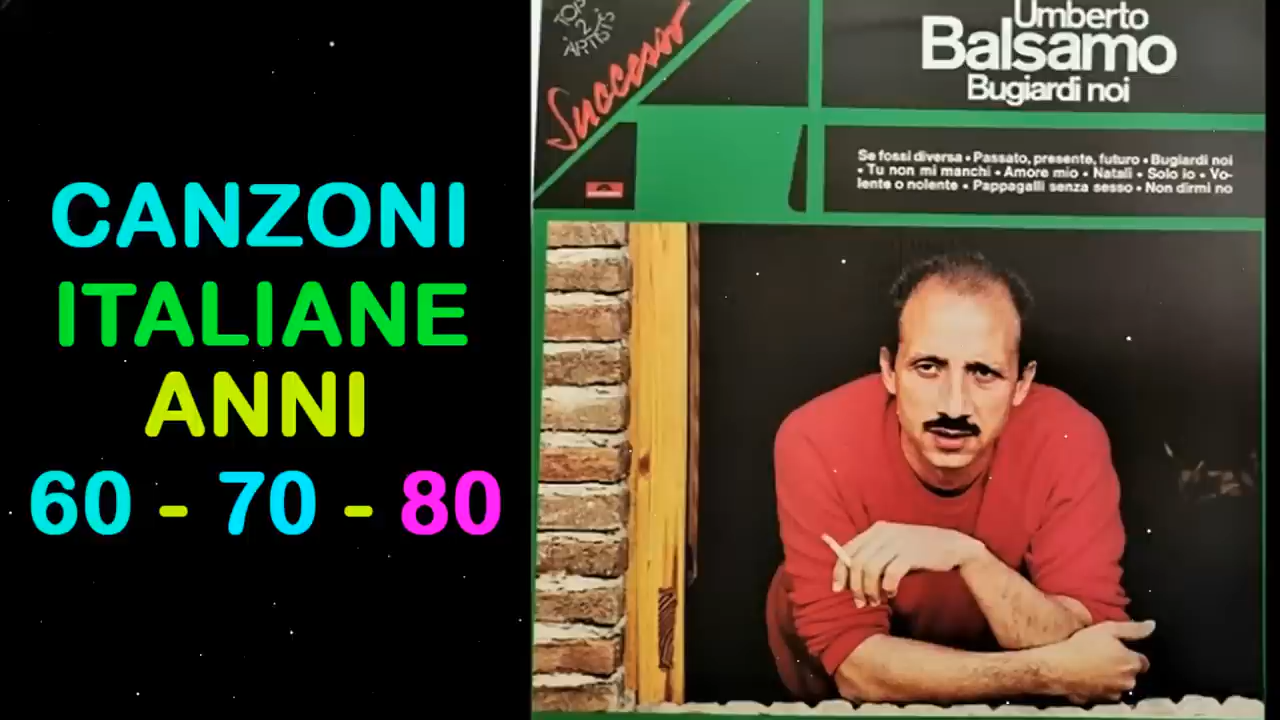 CANZONI
ITALIANE
ANNI
60 - 70 - 80
TOP
2
ARTISTS
Successo
Umberto
Balsamo
Bugiardi noi
Se fossi diversa • Passato, presente, futuro • Bugiardi noi
• Tu non mi manchi • Amore mio • Natalì • Solo io • Vo-
lente o nolente • Pappagalli senza sesso • Non dirmi no